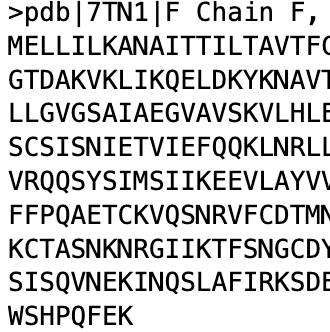 >pdb|7TN1|F Chain F,
MELLILKANAITTILTAVTFC
GTDAKVKLIKQELDKYKNAVT
LLGVGSAIAEGVAVSKVLHLE
SCSISNIETVIEFQQKLNRLL
VRQQSYSIMSIIKEEVLAYVV
FFPQAETCKVQSNRVFCDTMN
KCTASNKNRGIIKTFSNGCDY
SISQVNEKINQSLAFIRKSDE
WSHPQFEK